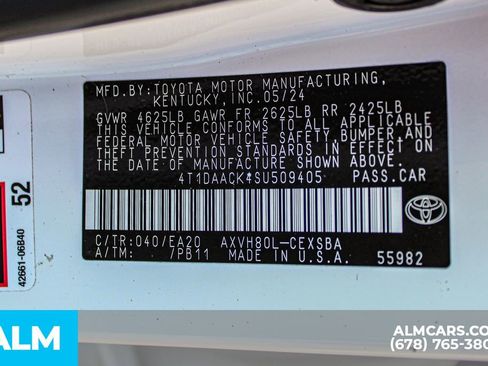 MFD.BY:TOYOTA MOTOR MANUFACTURING,
KENTUCKY, INC. 05/24
GVWR 4625LB GAWR FR 2625LB RR 2425LB
THIS VEHICLE CONFORMS TO ALL APPLICABLE
FEDERAL MOTOR VEHICLE SAFETY, BUMPER, AND
THEFT PREVENTION STANDARDS IN EFFECT ON
THE DATE OF MANUFACTURE SHOWN ABOVE.
4T1DAACK*SU509405 PASS.CAR
C/TR:040/EA20 AXVH80L-CEXSBA
A/TM: /PB11 MADE IN U.S.A. 55982
TOYOTA
52
42661-06B40
ALM
ALMCARS.CO
(678) 765-380